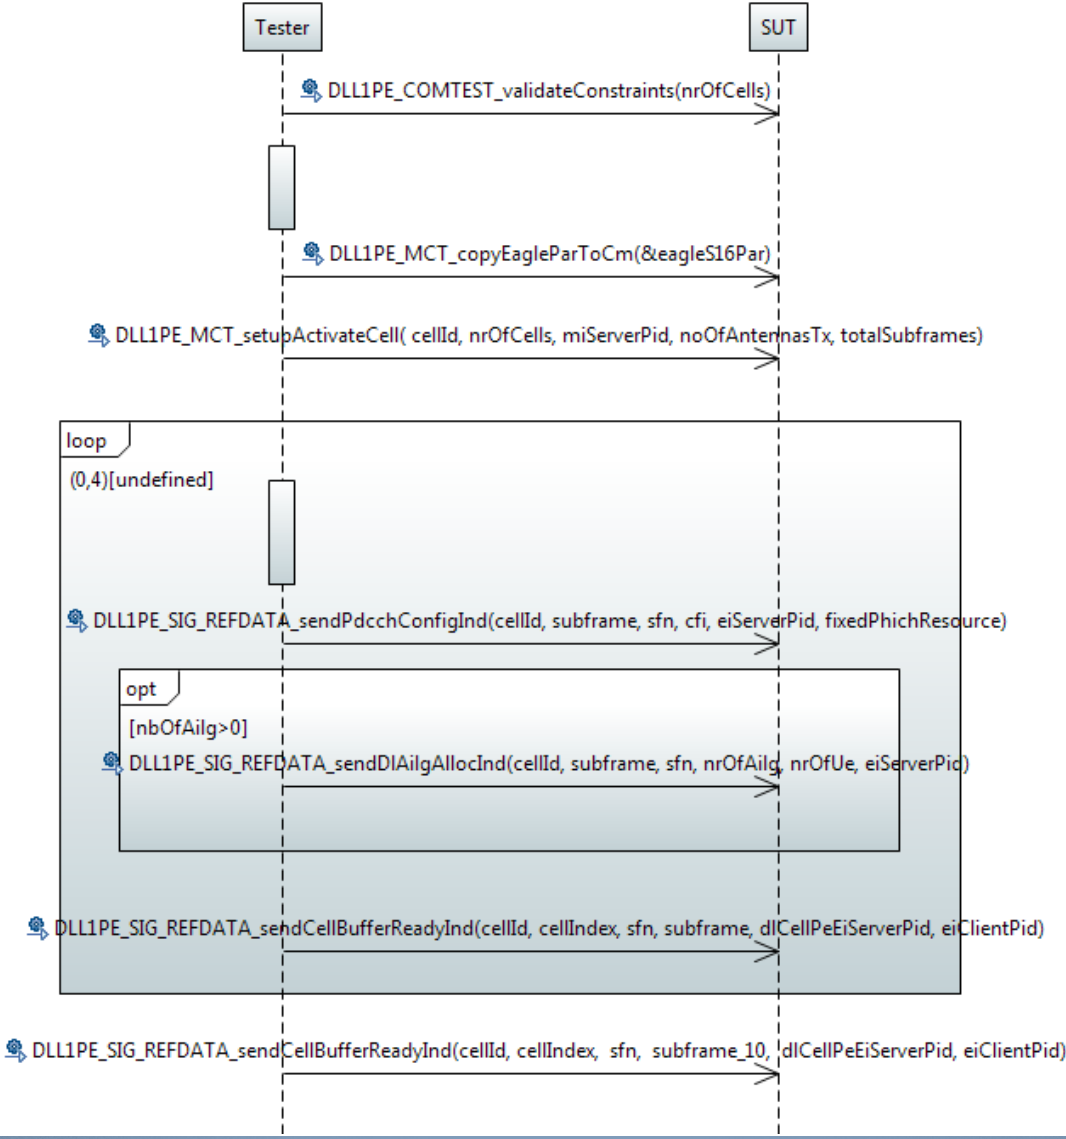 Tester
SUT
DLL1PE_COMTEST_validateConstraints(nrOfCells)
DLL1PE_MCT_copyEagleParToCm(&eagleS16Par)
DLL1PE_MCT_setupActivateCell( cellId, nrOfCells, miServerPid, noOfAntennasTx, totalSubframes)
loop
(0,4)[undefined]
DLL1PE_SIG_REFDATA_sendPdcchConfigInd(cellId, subframe, sfn, cfi, eiServerPid, fixedPhichResource)
opt
[nbOfAilg>0]
DLL1PE_SIG_REFDATA_sendDlAilgAllocInd(cellId, subframe, sfn, nrOfAilg, nrOfUe, eiServerPid)
DLL1PE_SIG_REFDATA_sendCellBufferReadyInd(cellId, cellIndex, sfn, subframe, dlCellPeEiServerPid, eiClientPid)
DLL1PE_SIG_REFDATA_sendCellBufferReadyInd(cellId, cellIndex, sfn, subframe_10, dlCellPeEiServerPid, eiClientPid)